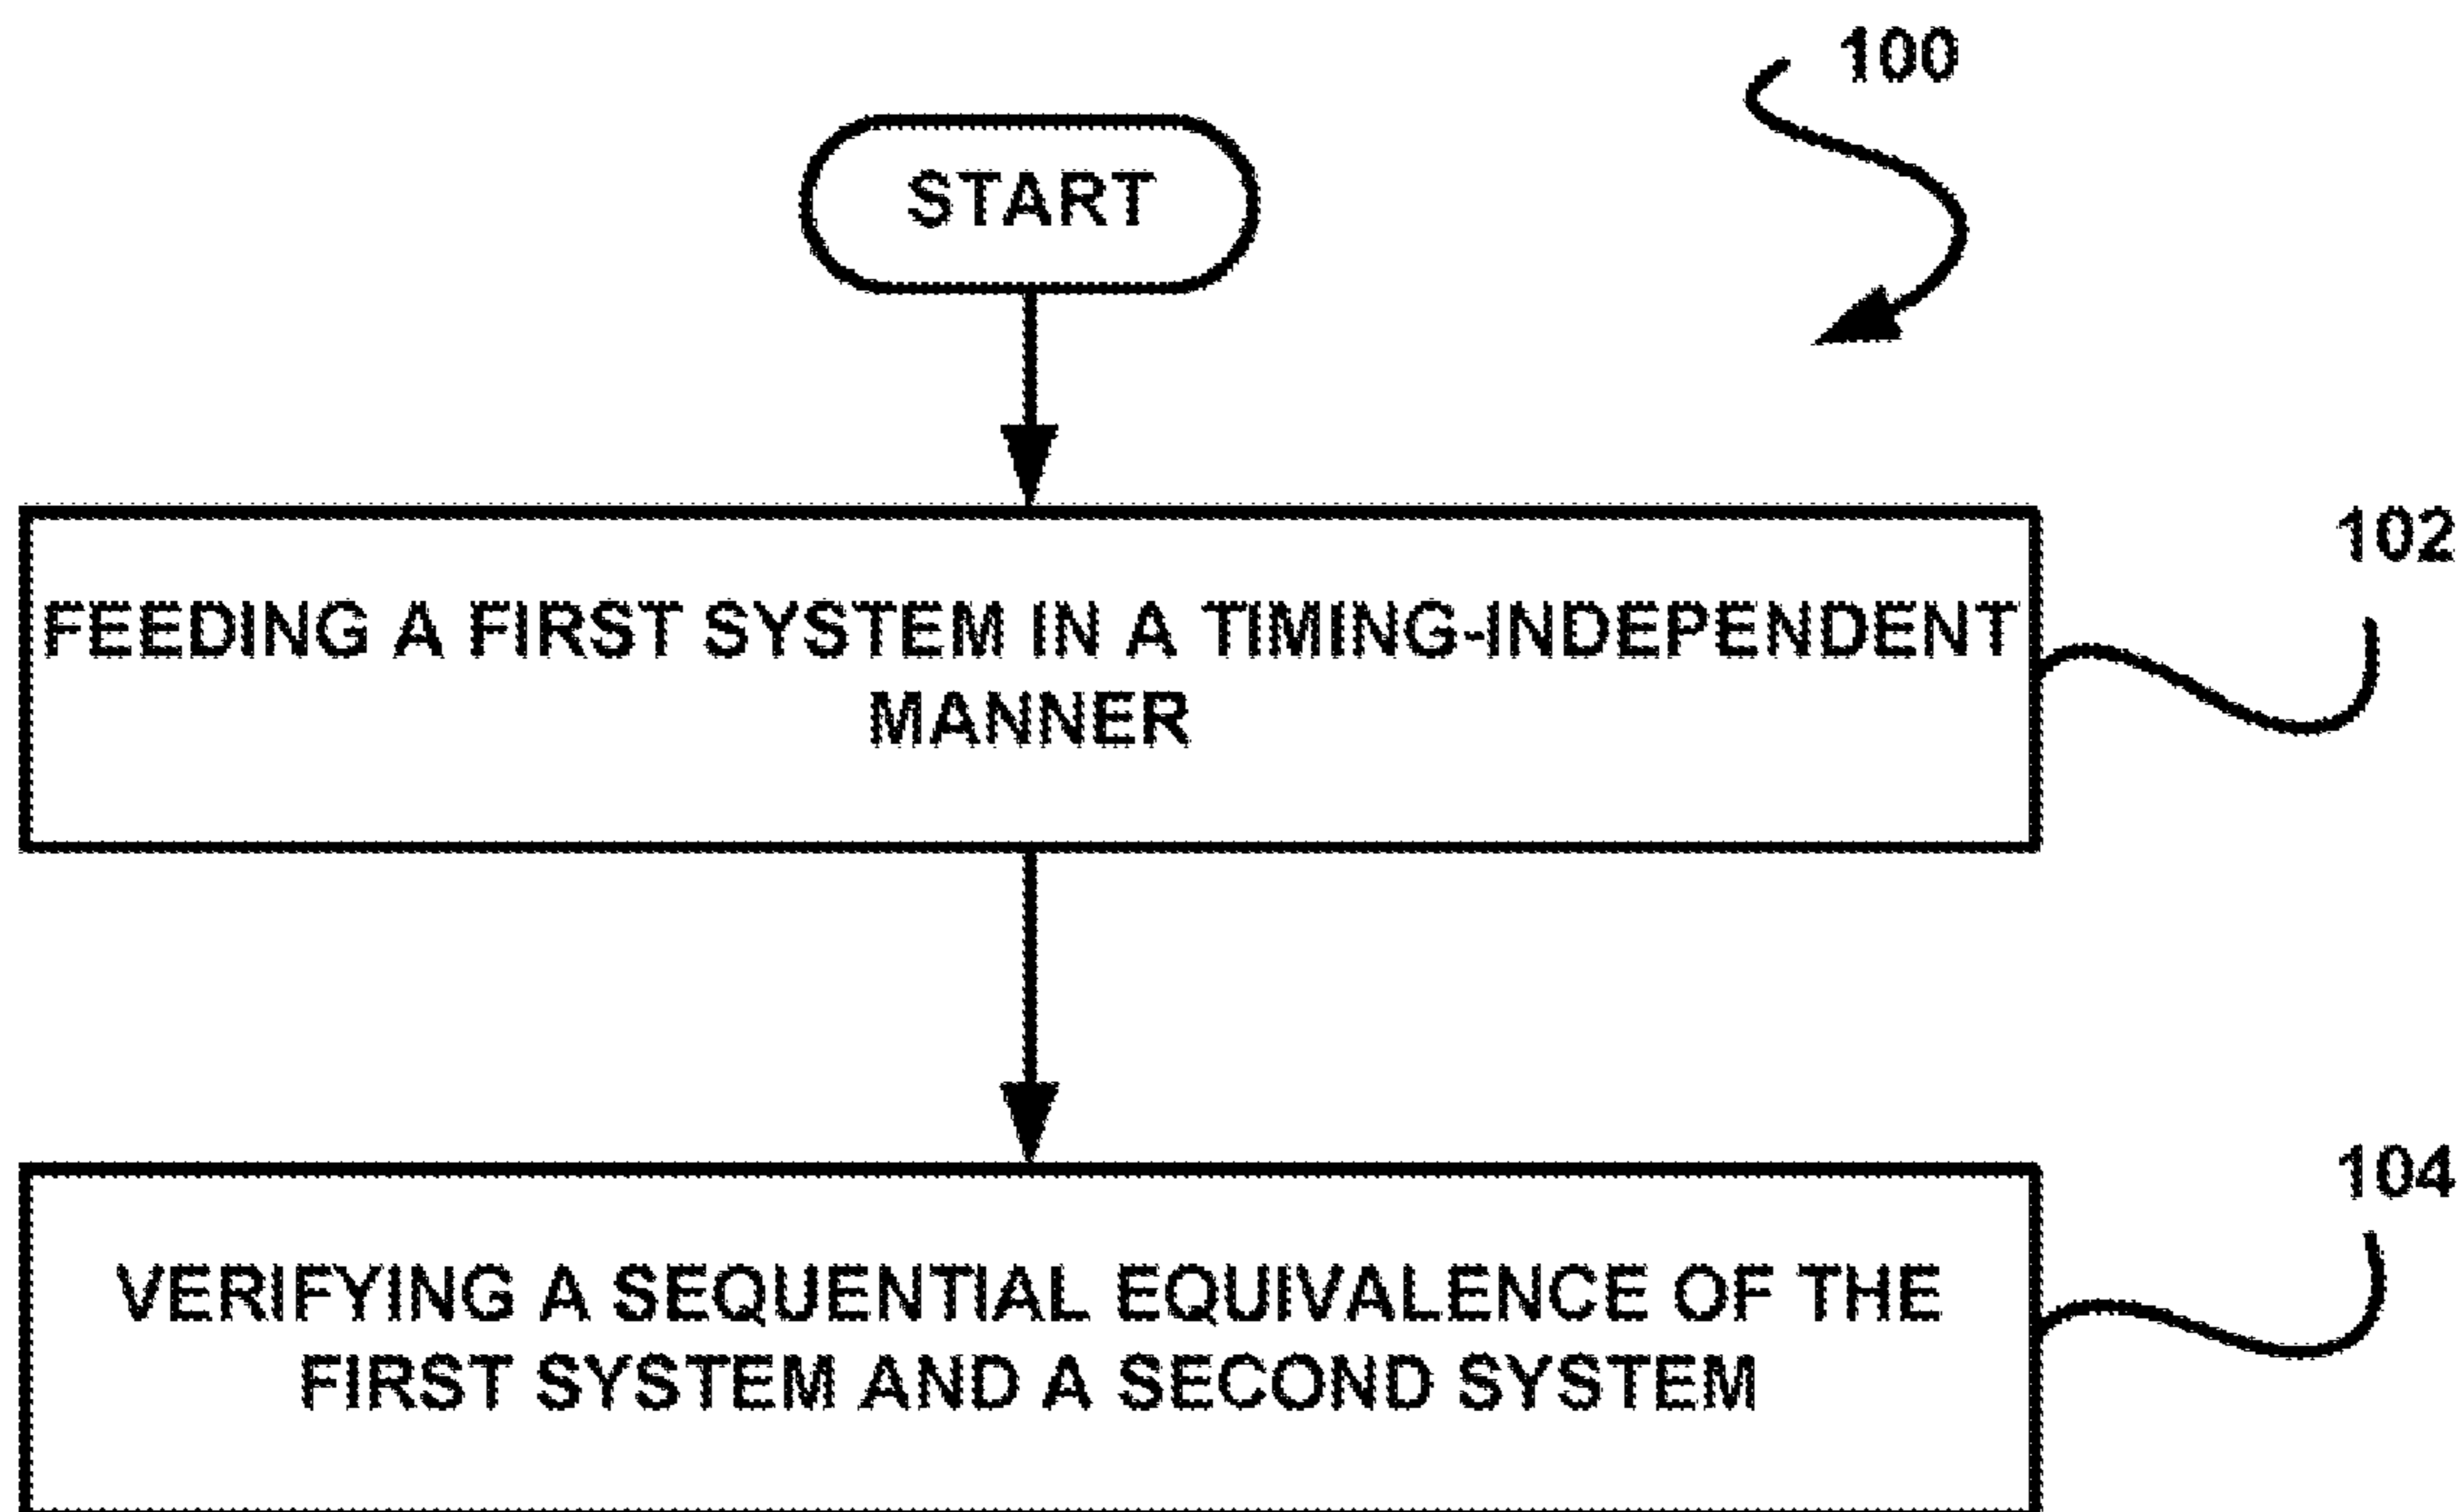 100
START
102
FEEDING A FIRST SYSTEM IN A TIMING-INDEPENDENT
MANNER
104
VERIFYING A SEQUENTIAL EQUIVALENCE OF THE
FIRST SYSTEM AND A SECOND SYSTEM